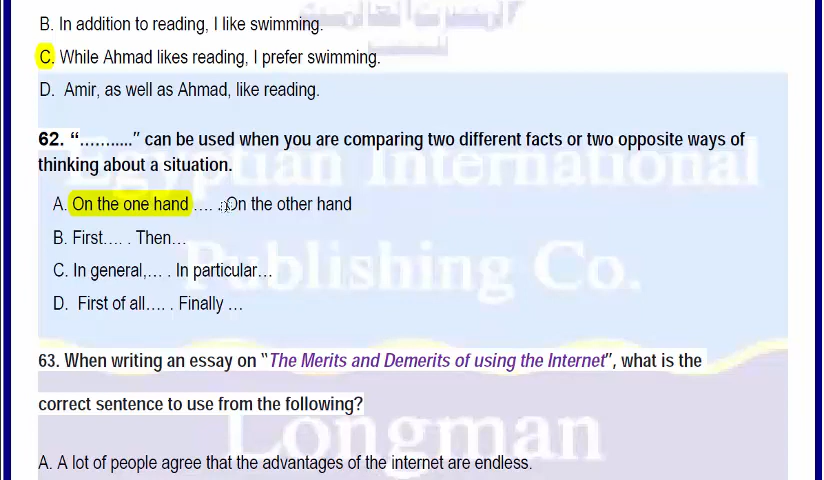 B. In addition to reading, I like swimming.
C. While Ahmad likes reading, I prefer swimming.
D. Amir, as well as Ahmad, like reading.
62. “………..” can be used when you are comparing two different facts or two opposite ways of
thinking about a situation.
A. On the one hand …. . On the other hand
B. First…. . Then…
C. In general,… . In particular…
D. First of all…. . Finally …
63. When writing an essay on “The Merits and Demerits of using the Internet”, what is the
correct sentence to use from the following?
A. A lot of people agree that the advantages of the internet are endless.
Egyptian International
Publishing Co.
Longman